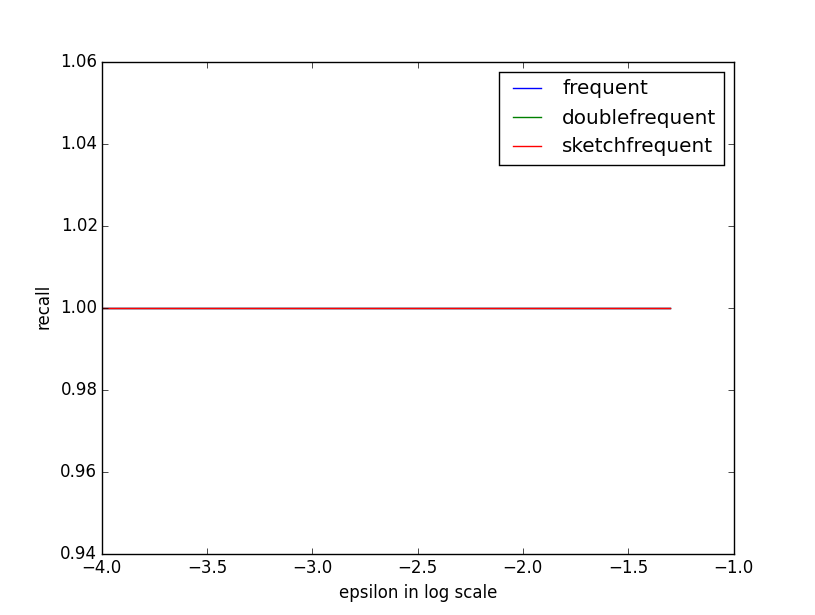 1.06
1.04
1.02
1.00
0.98
0.96
0.94
recall
frequent
doublefrequent
sketchfrequent
−4.0 −3.5 −3.0 −2.5 −2.0 −1.5 −1.0
epsilon in log scale